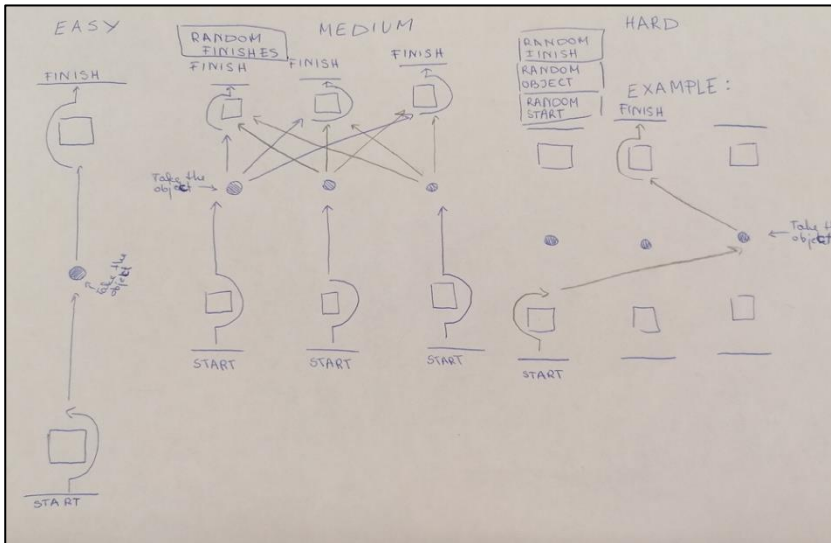 EASY
FINISH
Take the
object
START
MEDIUM
RANDOM
FINISHES
FINISH
FINISH
FINISH
Take the
object
START
START
START
HARD
RANDOM
FINISH
RANDOM
OBJECT
RANDOM
START
EXAMPLE:
FINISH
Take the
object
START